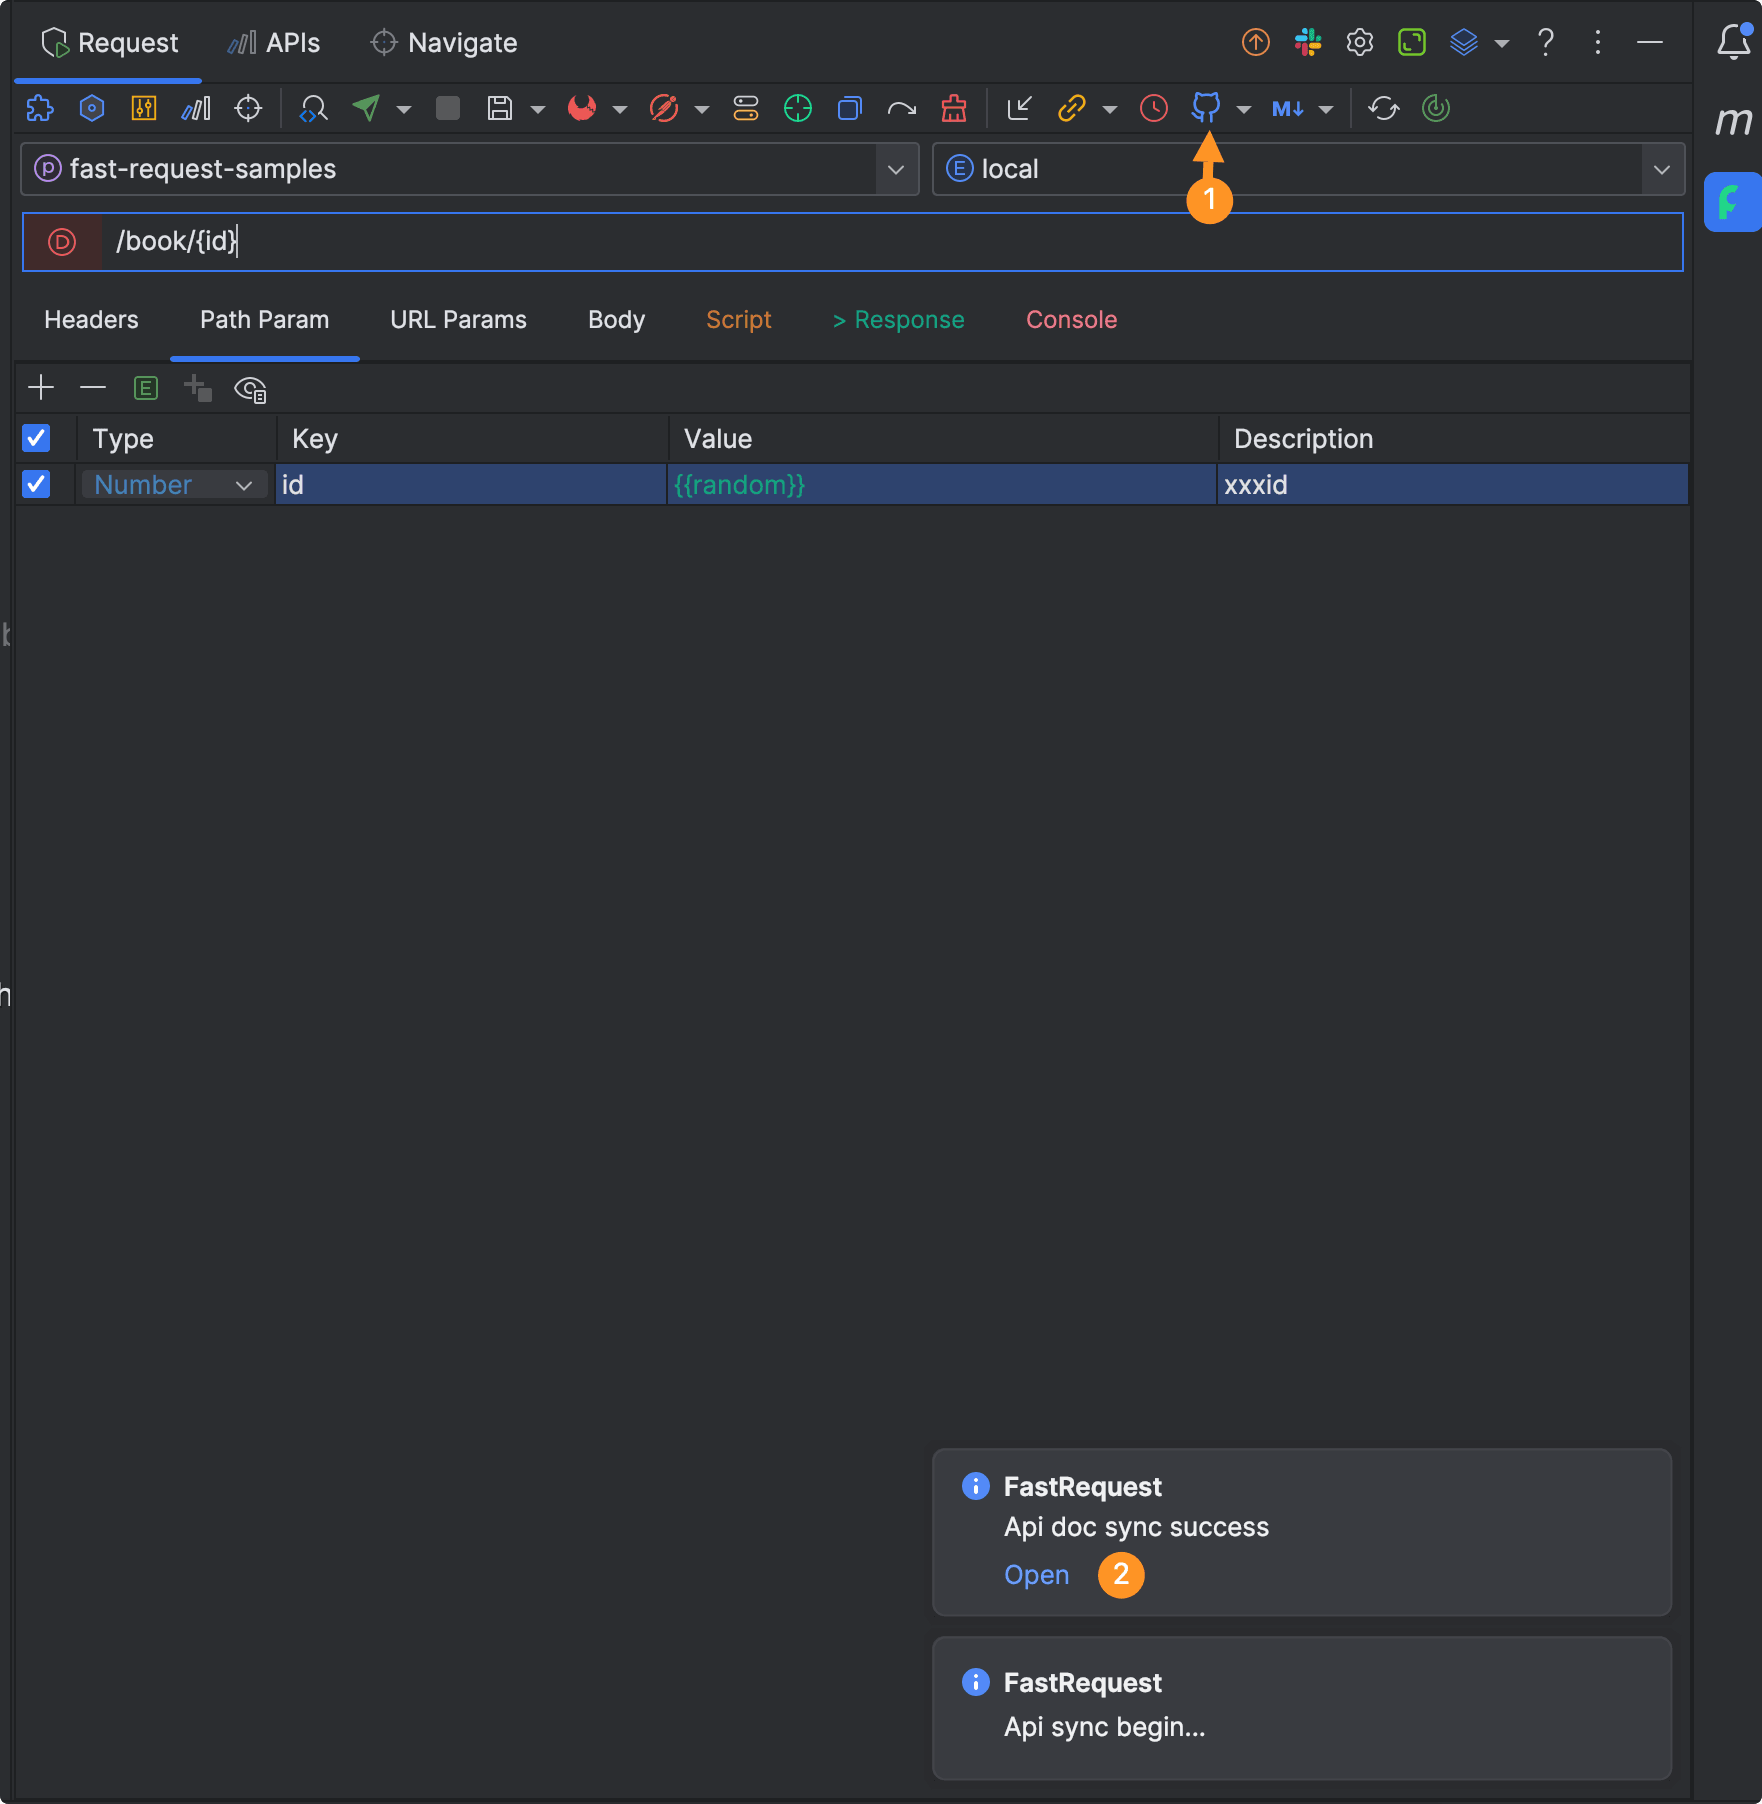 Request APIs Navigate
M↓
m
P fast-request-samples E local
1
D /book/{id}
Headers Path Param URL Params Body Script > Response Console
E
Type Key Value Description
Number id {{random}} xxxid
h
FastRequest
Api doc sync success
Open 2
FastRequest
Api sync begin...